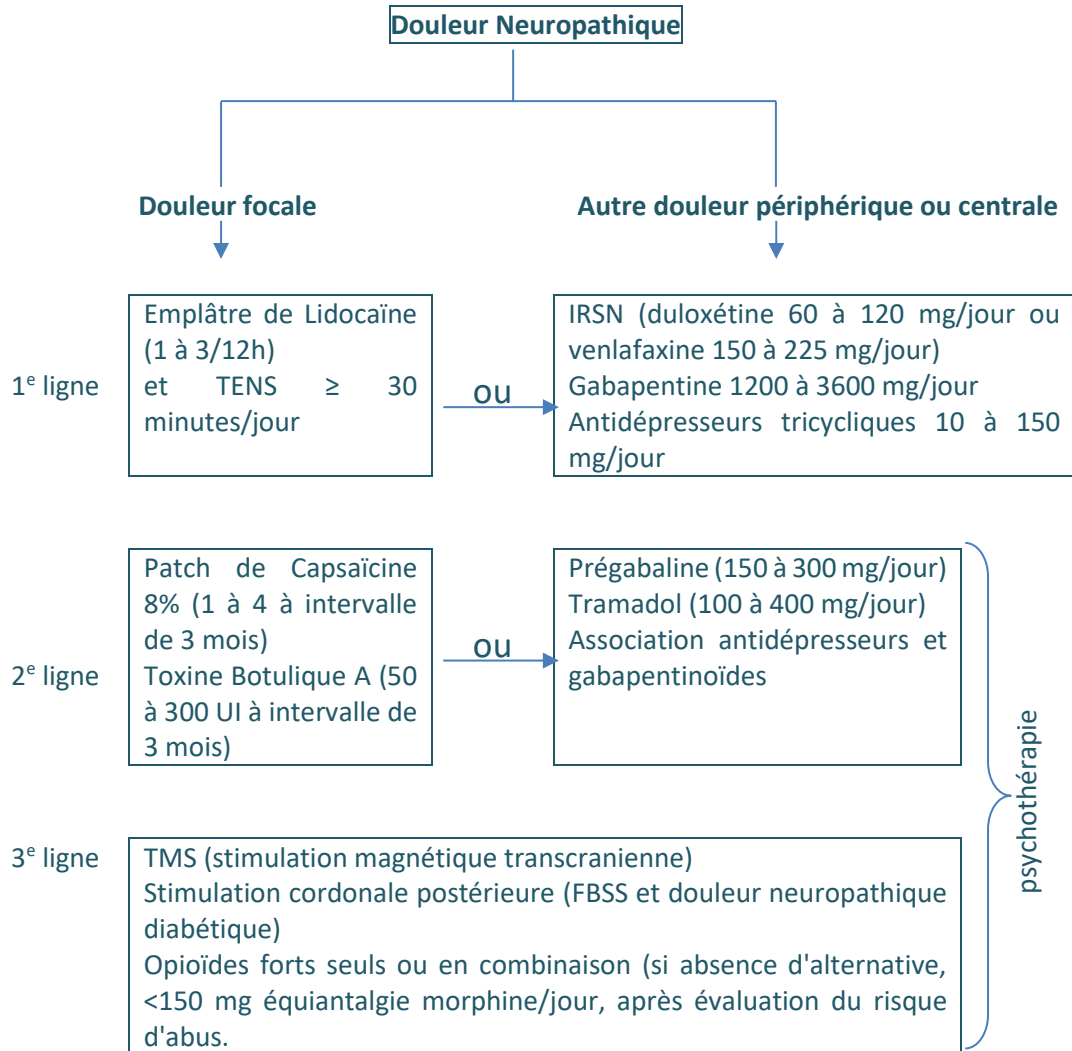 Douleur Neuropathique
Douleur focale
Autre douleur périphérique ou centrale
1e ligne
Emplâtre de Lidocaïne
(1 à 3/12h)
et TENS ≥ 30
minutes/jour
ou
IRSN (duloxétine 60 à 120 mg/jour ou
venlafaxine 150 à 225 mg/jour)
Gabapentine 1200 à 3600 mg/jour
Antidépresseurs tricycliques 10 à 150
mg/jour
2e ligne
Patch de Capsaïcine
8% (1 à 4 à intervalle
de 3 mois)
Toxine Botulique A (50
à 300 UI à intervalle de
3 mois)
ou
Prégabaline (150 à 300 mg/jour)
Tramadol (100 à 400 mg/jour)
Association antidépresseurs et
gabapentinoïdes
3e ligne
TMS (stimulation magnétique transcranienne)
Stimulation cordonale postérieure (FBSS et douleur neuropathique
diabétique)
Opioïdes forts seuls ou en combinaison (si absence d'alternative,
<150 mg équiantalgie morphine/jour, après évaluation du risque
d'abus.
psychothérapie